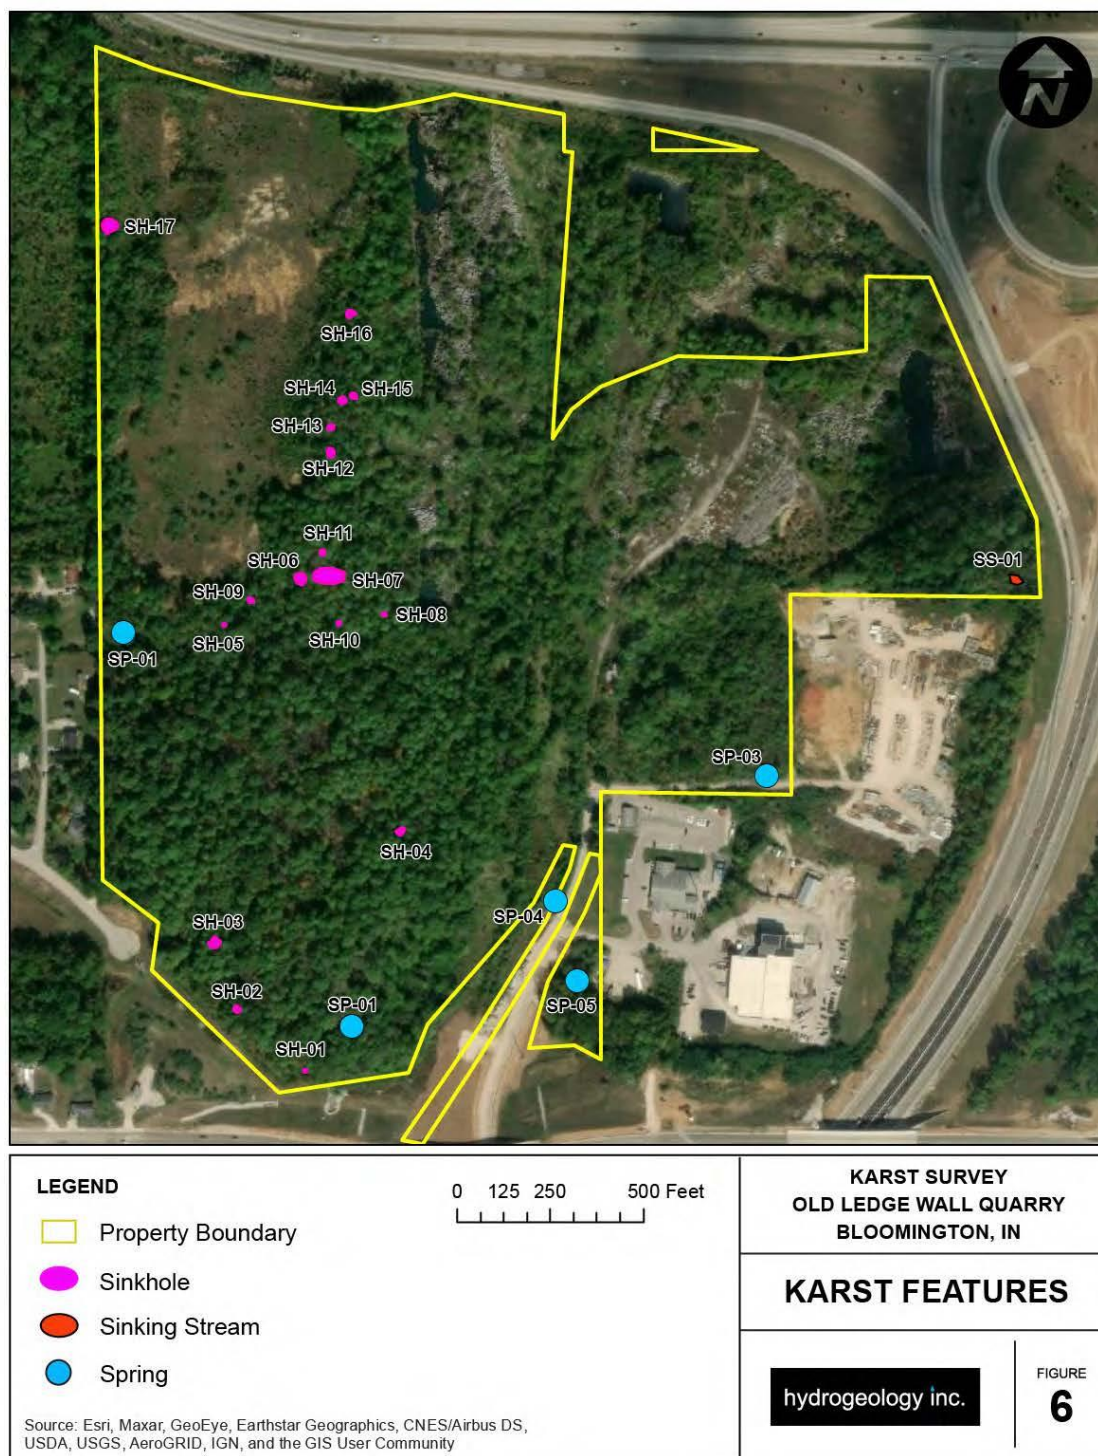 N
SH-17
SH-16
SH-14
SH-15
SH-13
SH-12
SH-11
SH-06
SH-07
SS-01
SH-09
SH-08
SH-05
SH-10
SP-01
SP-03
SH-04
SP-04
SH-03
SP-05
SH-02
SP-01
SH-01
LEGEND
Property Boundary
Sinkhole
Sinking Stream
Spring
Source: Esri, Maxar, GeoEye, Earthstar Geographics, CNES/Airbus DS,
USDA, USGS, AeroGRID, IGN, and the GIS User Community
0 125 250 500 Feet
KARST SURVEY
OLD LEDGE WALL QUARRY
BLOOMINGTON, IN
KARST FEATURES
hydrogeology inc.
FIGURE
6